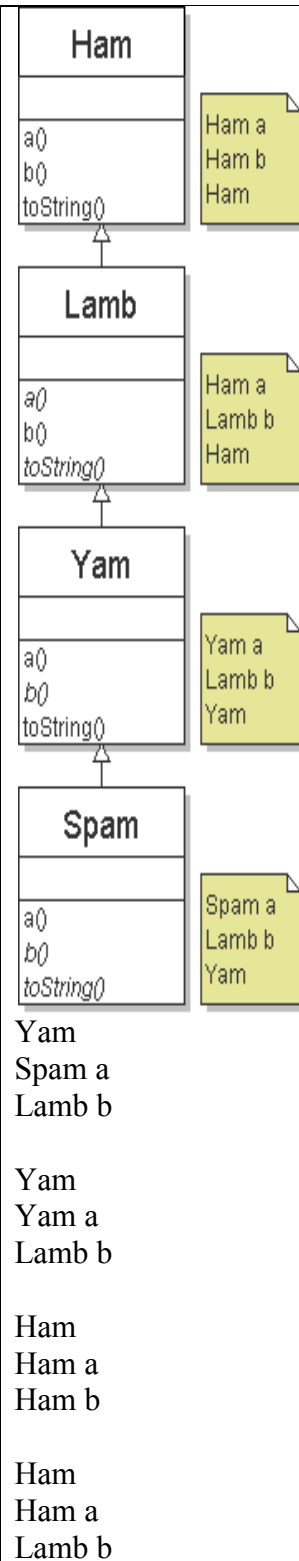 Ham
a()
b()
toString()
Ham a
Ham b
Ham
Lamb
a()
b()
toString()
Ham a
Lamb b
Ham
Yam
a()
b()
toString()
Yam a
Lamb b
Yam
Spam
a()
b()
toString()
Spam a
Lamb b
Yam
Yam
Spam a
Lamb b
Yam
Yam a
Lamb b
Ham
Ham a
Ham b
Ham
Ham a
Lamb b